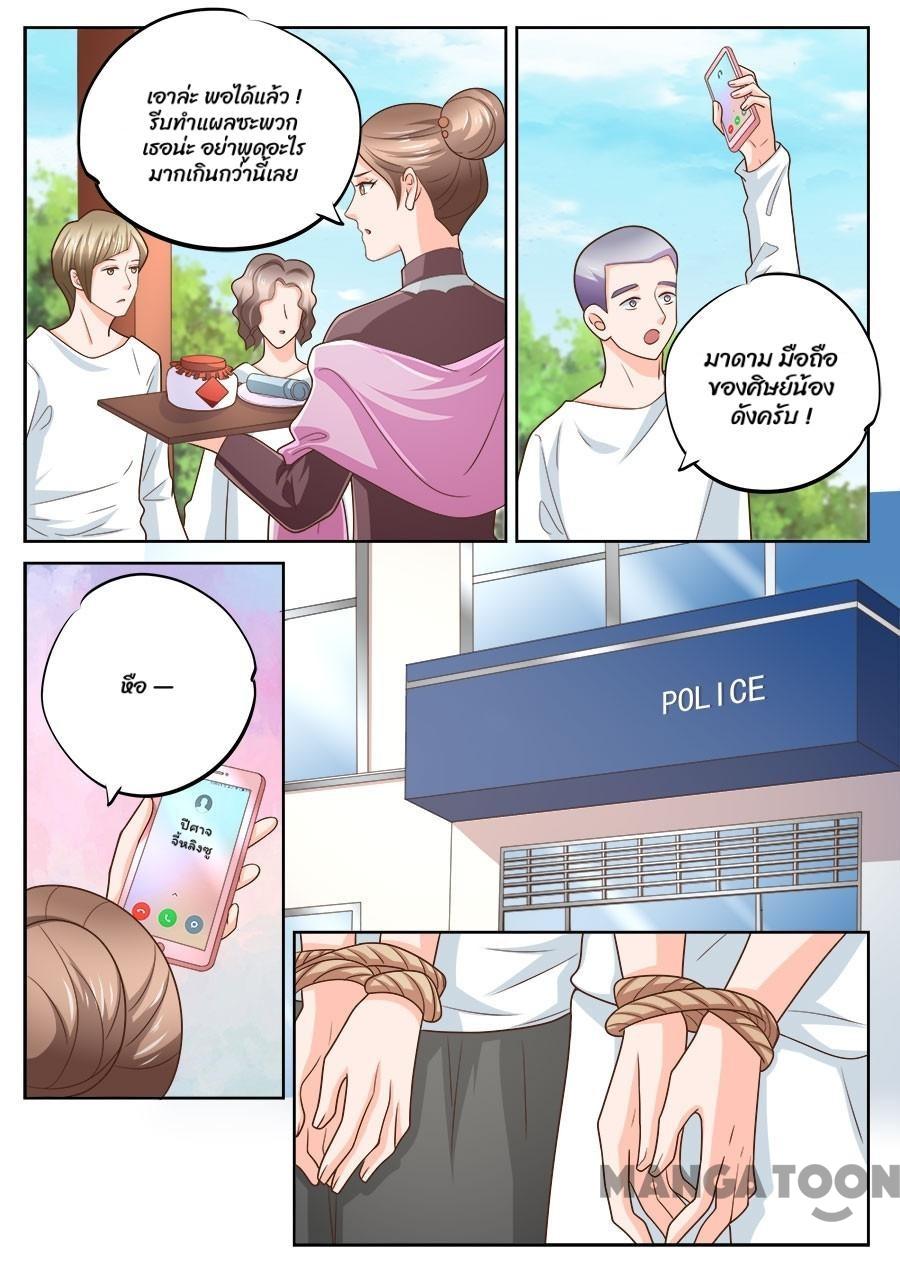 เอาล่ะ พอได้แล้ว !
รีบทำแผลซะพวก
เธอน่ะ อย่าพูดอะไร
มากเกินกว่านี้เลย
มาดาม มือถือ
ของศิษย์น้อง
ดังครับ !
หือ —
ปีศาจ
จี้หลิงซู
POLICE
MANGATOON